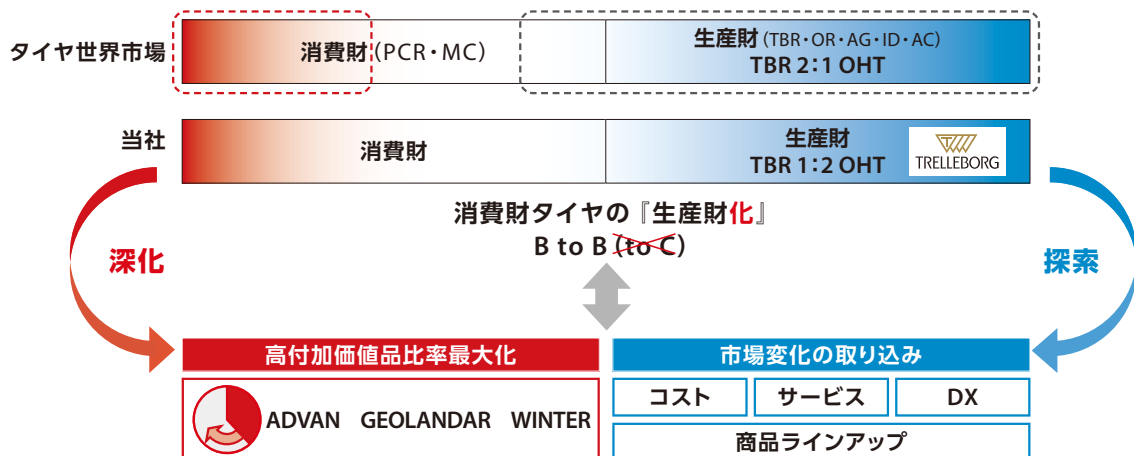 タイヤ世界市場
消費財(PCR・MC)
生産財(TBR・OR・AG・ID・AC)
TBR 2:1 OHT
当社
消費財
生産財
TBR 1:2 OHT
TRELLEBORG
消費財タイヤの『生産財化』
B to B (to C)
深化
探索
高付加価値品比率最大化
ADVAN GEOLANDAR WINTER
市場変化の取り込み
コスト
サービス
DX
商品ラインアップ